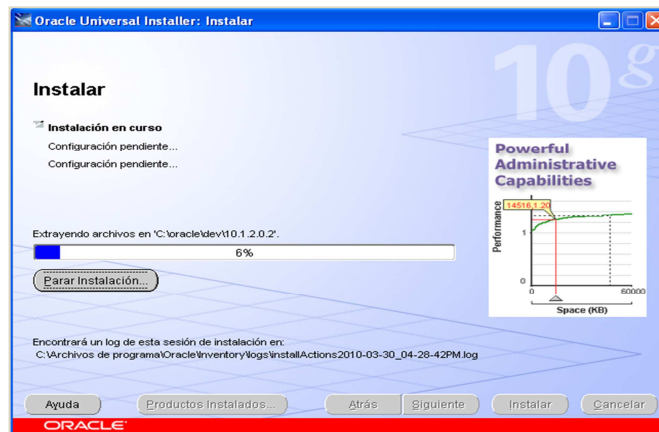 Oracle Universal Installer: Instalar
10g
Instalar
Instalación en curso
Configuración pendiente...
Configuración pendiente...
Powerful
Administrative
Capabilities
14516,1.20
Performance
1
0
0 60000
Space (KB)
Extrayendo archivos en 'C:\oracle\dev\10.1.2.0.2'.
6%
Parar Instalación...
Encontrará un log de esta sesión de instalación en:
C:\Archivos de programa\Oracle\Inventory\logs\installActions2010-03-30_04-28-42PM.log
Ayuda Productos Instalados... Atrás Siguiente Instalar Cancelar
ORACLE